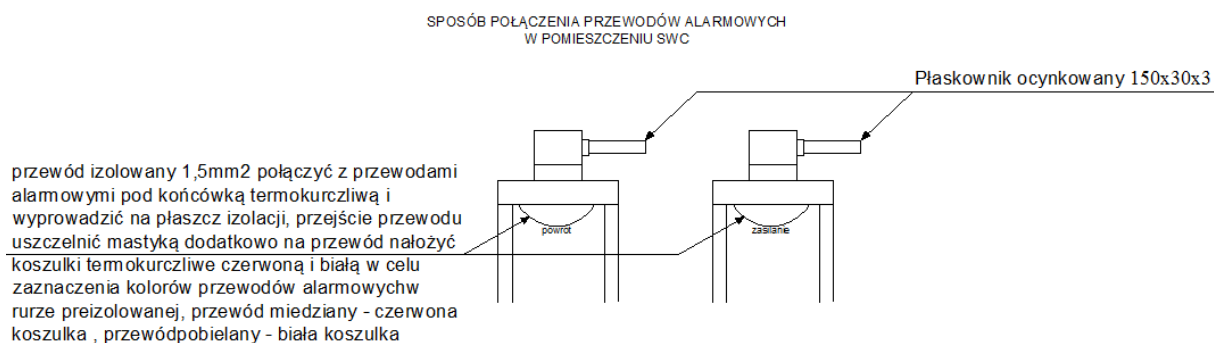 SPOSÓB POŁĄCZENIA PRZEWODÓW ALARMOWYCH
W POMIESZCZENIU SWC
Płaskownik ocynkowany 150x30x3
przewód izolowany 1,5mm2 połączyć z przewodami
alarmowymi pod końcówką termokurczliwą i
wyprowadzić na płaszcz izolacji, przejście przewodu
uszczelnić mastyką dodatkowo na przewód nałożyć
koszulki termokurczliwe czerwoną i białą w celu
zaznaczenia kolorów przewodów alarmowychw
rurze preizolowanej, przewód miedziany - czerwona
koszulka , przewódpobielany - biała koszulka
powrót
zasilanie